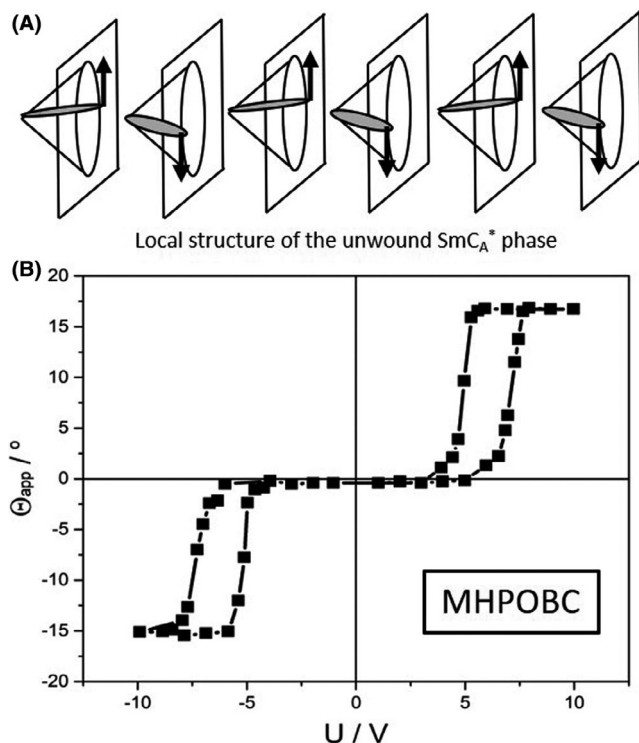 (A)
Local structure of the unwound SmC_A* phase
(B)
20
15
10
5
0
-5
-10
-15
-20
Θapp / °
MHPOBC
-10 -5 0 5 10
U / V